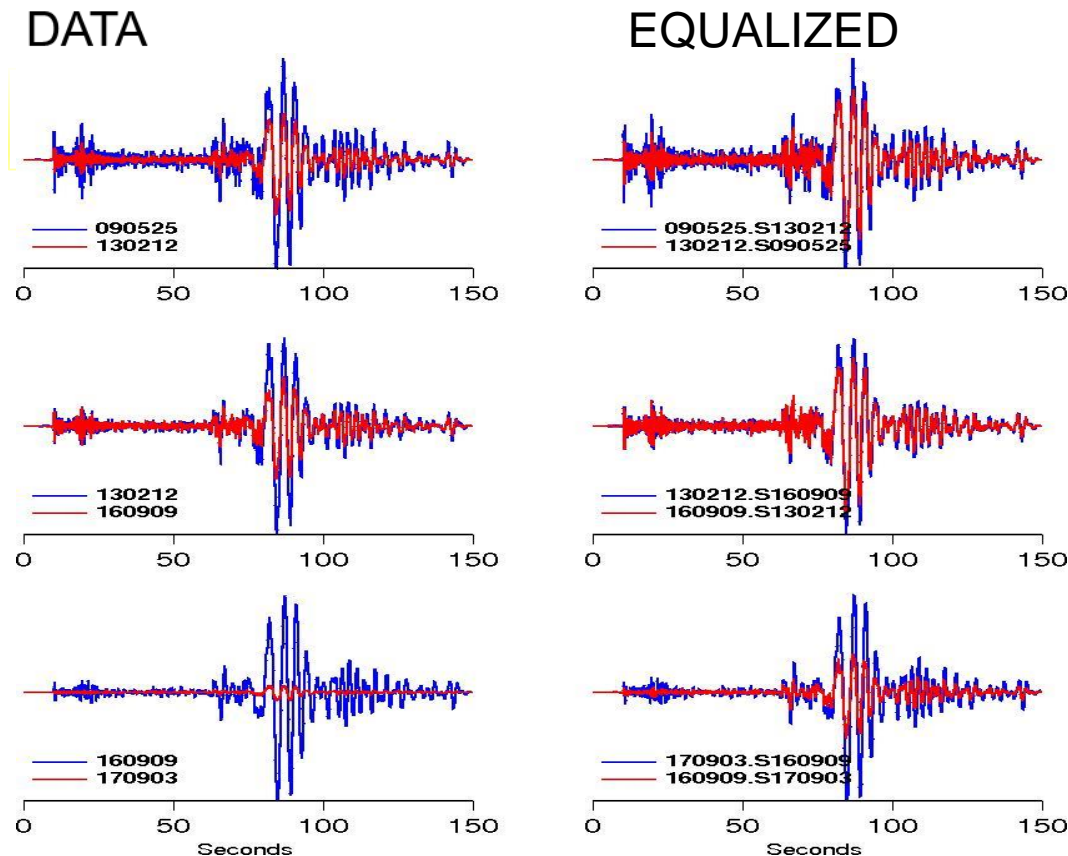 DATA
EQUALIZED
090525
130212
090525.S130212
130212.S090525
0 50 100 150
0 50 100 150
130212
160909
130212.S160909
160909.S130212
0 50 100 150
0 50 100 150
160909
170903
170903.S160909
160909.S170903
0 50 100 150
0 50 100 150
Seconds
Seconds